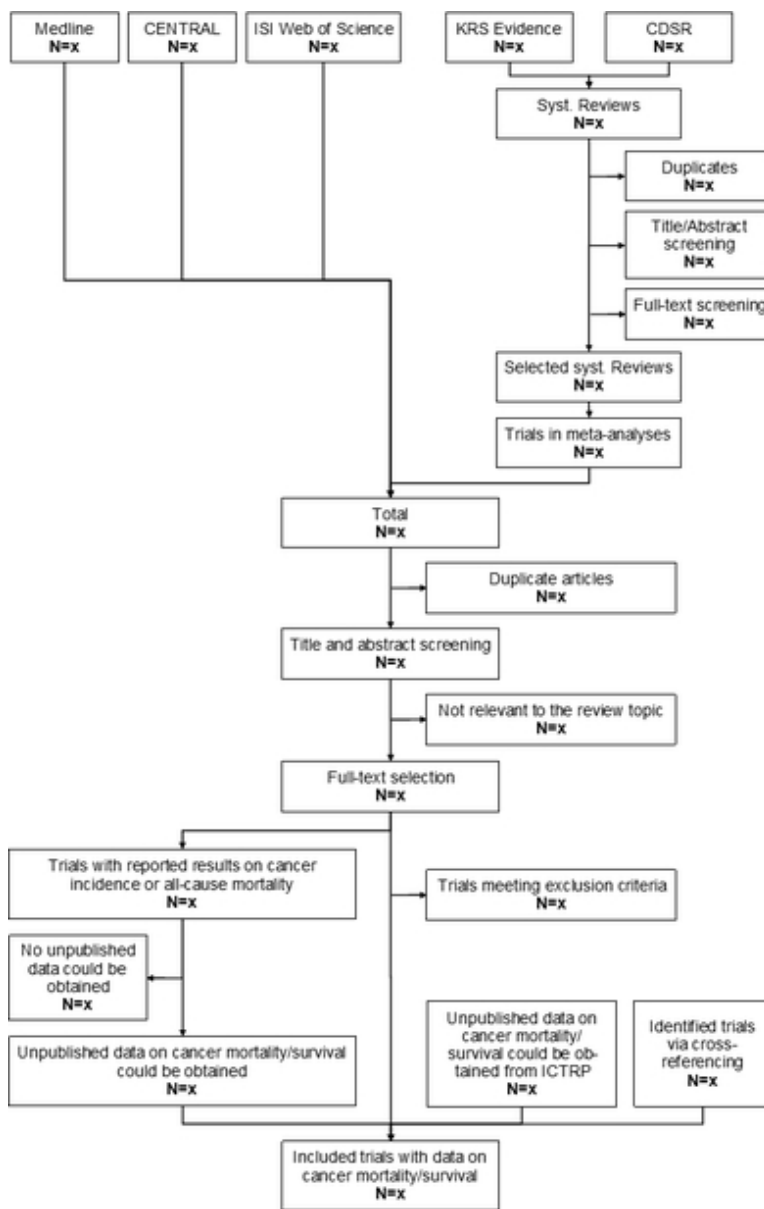 Medline
N=x
CENTRAL
N=x
ISI Web of Science
N=x
KRS Evidence
N=x
CDSR
N=x
Syst. Reviews
N=x
Duplicates
N=x
Title/Abstract
screening
N=x
Full-text screening
N=x
Selected syst. Reviews
N=x
Trials in meta-analyses
N=x
Total
N=x
Duplicate articles
N=x
Title and abstract screening
N=x
Not relevant to the review topic
N=x
Full-text selection
N=x
Trials with reported results on cancer
incidence or all-cause mortality
N=x
Trials meeting exclusion criteria
N=x
No unpublished
data could be
obtained
N=x
Unpublished data on cancer mortality/survival
could be obtained
N=x
Unpublished data on
cancer mortality/
survival could be ob-
tained from ICTRP
N=x
Identified trials
via cross-
referencing
N=x
Included trials with data on
cancer mortality/survival
N=x